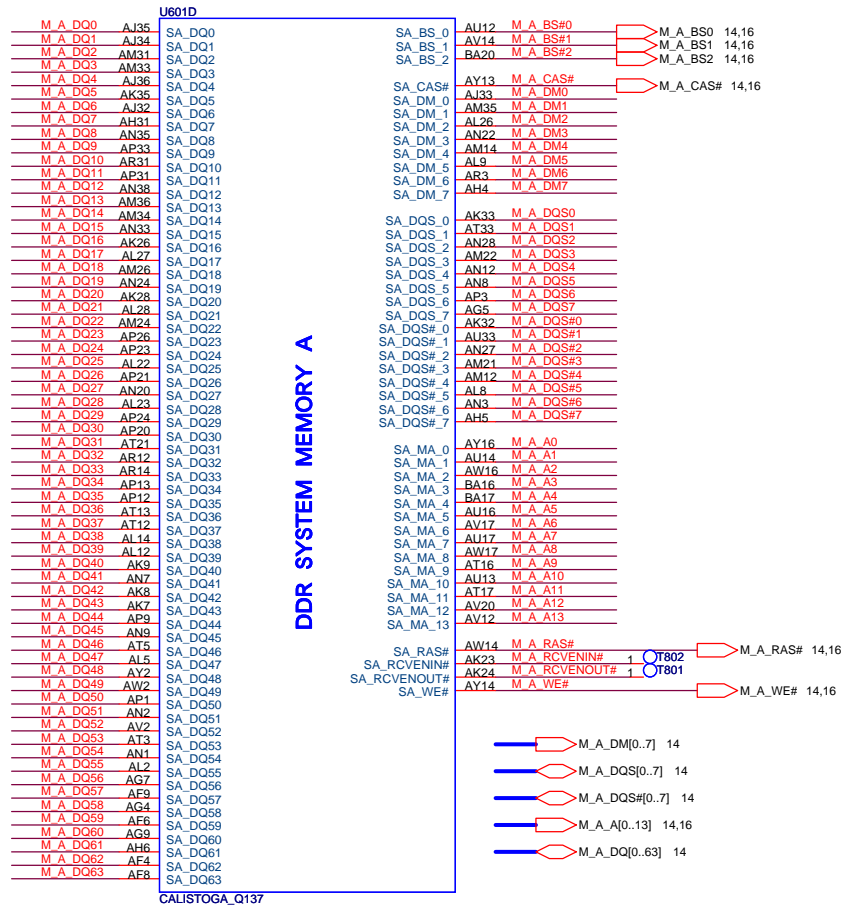 U601D
M_A_DQ0 AJ35 SA_DQ0 SA_BS_0 AU12 M_A_BS#0 M_A_BS0 14,16
M_A_DQ1 AJ34 SA_DQ1 SA_BS_1 AV14 M_A_BS#1 M_A_BS1 14,16
M_A_DQ2 AM31 SA_DQ2 SA_BS_2 BA20 M_A_BS#2 M_A_BS2 14,16
M_A_DQ3 AM33 SA_DQ3
M_A_DQ4 AJ36 SA_DQ4 SA_CAS# AY13 M_A_CAS# M_A_CAS# 14,16
M_A_DQ5 AK35 SA_DQ5 SA_DM_0 AJ33 M_A_DM0
M_A_DQ6 AJ32 SA_DQ6 SA_DM_1 AM35 M_A_DM1
M_A_DQ7 AH31 SA_DQ7 SA_DM_2 AL26 M_A_DM2
M_A_DQ8 AN35 SA_DQ8 SA_DM_3 AN22 M_A_DM3
M_A_DQ9 AP33 SA_DQ9 SA_DM_4 AM14 M_A_DM4
M_A_DQ10 AR31 SA_DQ10 SA_DM_5 AL9 M_A_DM5
M_A_DQ11 AP31 SA_DQ11 SA_DM_6 AR3 M_A_DM6
M_A_DQ12 AN38 SA_DQ12 SA_DM_7 AH4 M_A_DM7
M_A_DQ13 AM36 SA_DQ13
M_A_DQ14 AM34 SA_DQ14 SA_DQS_0 AK33 M_A_DQS0
M_A_DQ15 AN33 SA_DQ15 SA_DQS_1 AT33 M_A_DQS1
M_A_DQ16 AK26 SA_DQ16 SA_DQS_2 AN28 M_A_DQS2
M_A_DQ17 AL27 SA_DQ17 SA_DQS_3 AM22 M_A_DQS3
M_A_DQ18 AM26 SA_DQ18 SA_DQS_4 AN12 M_A_DQS4
M_A_DQ19 AN24 SA_DQ19 SA_DQS_5 AN8 M_A_DQS5
M_A_DQ20 AK28 SA_DQ20 SA_DQS_6 AP3 M_A_DQS6
M_A_DQ21 AL28 SA_DQ21 SA_DQS_7 AG5 M_A_DQS7
M_A_DQ22 AM24 SA_DQ22 SA_DQS#_0 AK32 M_A_DQS#0
M_A_DQ23 AP26 SA_DQ23 SA_DQS#_1 AU33 M_A_DQS#1
M_A_DQ24 AP23 SA_DQ24 SA_DQS#_2 AN27 M_A_DQS#2
M_A_DQ25 AL22 SA_DQ25 SA_DQS#_3 AM21 M_A_DQS#3
M_A_DQ26 AP21 SA_DQ26 SA_DQS#_4 AM12 M_A_DQS#4
M_A_DQ27 AN20 SA_DQ27 SA_DQS#_5 AL8 M_A_DQS#5
M_A_DQ28 AL23 SA_DQ28 SA_DQS#_6 AN3 M_A_DQS#6
M_A_DQ29 AP24 SA_DQ29 SA_DQS#_7 AH5 M_A_DQS#7
M_A_DQ30 AP20 SA_DQ30
M_A_DQ31 AT21 SA_DQ31 SA_MA_0 AY16 M_A_A0
M_A_DQ32 AR12 SA_DQ32 SA_MA_1 AU14 M_A_A1
M_A_DQ33 AR14 SA_DQ33 SA_MA_2 AW16 M_A_A2
M_A_DQ34 AP13 SA_DQ34 SA_MA_3 BA16 M_A_A3
M_A_DQ35 AP12 SA_DQ35 SA_MA_4 BA17 M_A_A4
M_A_DQ36 AT13 SA_DQ36 SA_MA_5 AU16 M_A_A5
M_A_DQ37 AT12 SA_DQ37 SA_MA_6 AV17 M_A_A6
M_A_DQ38 AL14 SA_DQ38 SA_MA_7 AU17 M_A_A7
M_A_DQ39 AL12 SA_DQ39 SA_MA_8 AW17 M_A_A8
M_A_DQ40 AK9 SA_DQ40 SA_MA_9 AT16 M_A_A9
M_A_DQ41 AN7 SA_DQ41 SA_MA_10 AU13 M_A_A10
M_A_DQ42 AK8 SA_DQ42 SA_MA_11 AT17 M_A_A11
M_A_DQ43 AK7 SA_DQ43 SA_MA_12 AV20 M_A_A12
M_A_DQ44 AP9 SA_DQ44 SA_MA_13 AV12 M_A_A13
M_A_DQ45 AN9 SA_DQ45
M_A_DQ46 AT5 SA_DQ46 SA_RAS# AW14 M_A_RAS# M_A_RAS# 14,16
M_A_DQ47 AL5 SA_DQ47 SA_RCVENIN# AK23 M_A_RCVENIN# 1 T802
M_A_DQ48 AY2 SA_DQ48 SA_RCVENOUT# AK24 M_A_RCVENOUT# 1 T801
M_A_DQ49 AW2 SA_DQ49 SA_WE# AY14 M_A_WE# M_A_WE# 14,16
M_A_DQ50 AP1 SA_DQ50
M_A_DQ51 AN2 SA_DQ51
M_A_DQ52 AV2 SA_DQ52
M_A_DQ53 AT3 SA_DQ53 M_A_DM[0..7] 14
M_A_DQ54 AN1 SA_DQ54
M_A_DQ55 AL2 SA_DQ55 M_A_DQS[0..7] 14
M_A_DQ56 AG7 SA_DQ56
M_A_DQ57 AF9 SA_DQ57 M_A_DQS#[0..7] 14
M_A_DQ58 AG4 SA_DQ58
M_A_DQ59 AF6 SA_DQ59 M_A_A[0..13] 14,16
M_A_DQ60 AG9 SA_DQ60
M_A_DQ61 AH6 SA_DQ61 M_A_DQ[0..63] 14
M_A_DQ62 AF4 SA_DQ62
M_A_DQ63 AF8 SA_DQ63
DDR SYSTEM MEMORY A
CALISTOGA_Q137